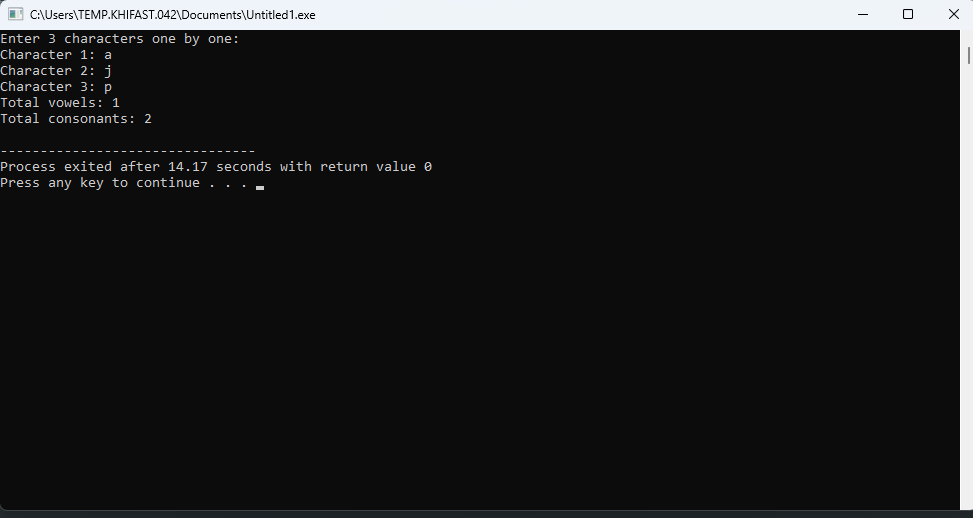 C:\Users\TEMP.KHIFAST.042\Documents\Untitled1.exe
Enter 3 characters one by one:
Character 1: a
Character 2: j
Character 3: p
Total vowels: 1
Total consonants: 2
--------------------------------
Process exited after 14.17 seconds with return value 0
Press any key to continue . . .